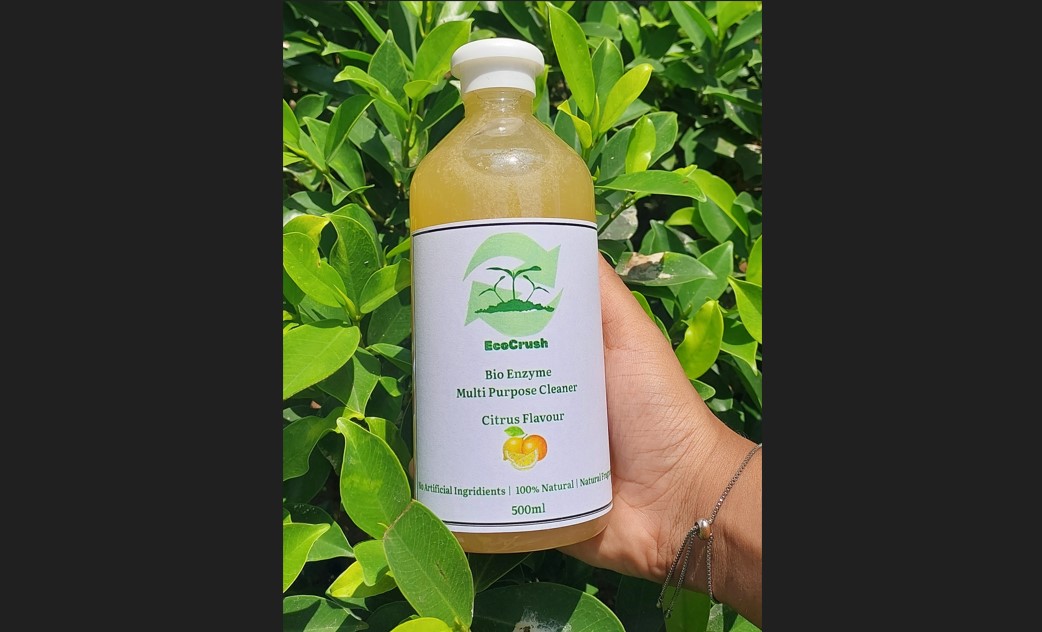 EcoCrush
Bio Enzyme
Multi Purpose Cleaner
Citrus Flavour
Artificial Ingridients | 100% Natural | Natural
500ml